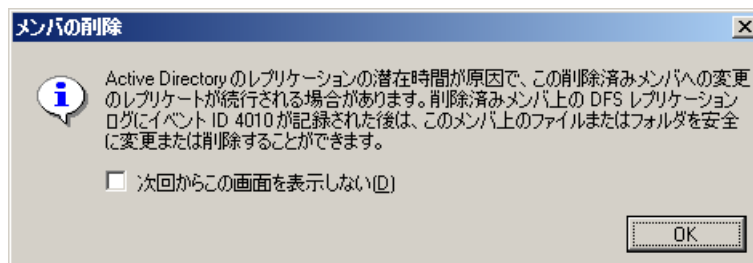 メンバの削除
Active Directory のレプリケーションの潜在時間が原因で、この削除済みメンバへの変更
のレプリケートが続行される場合があります。削除済みメンバ上の DFS レプリケーション
ログにイベント ID 4010 が記録された後は、このメンバ上のファイルまたはフォルダを安全
に変更または削除することができます。
次回からこの画面を表示しない(D)
OK